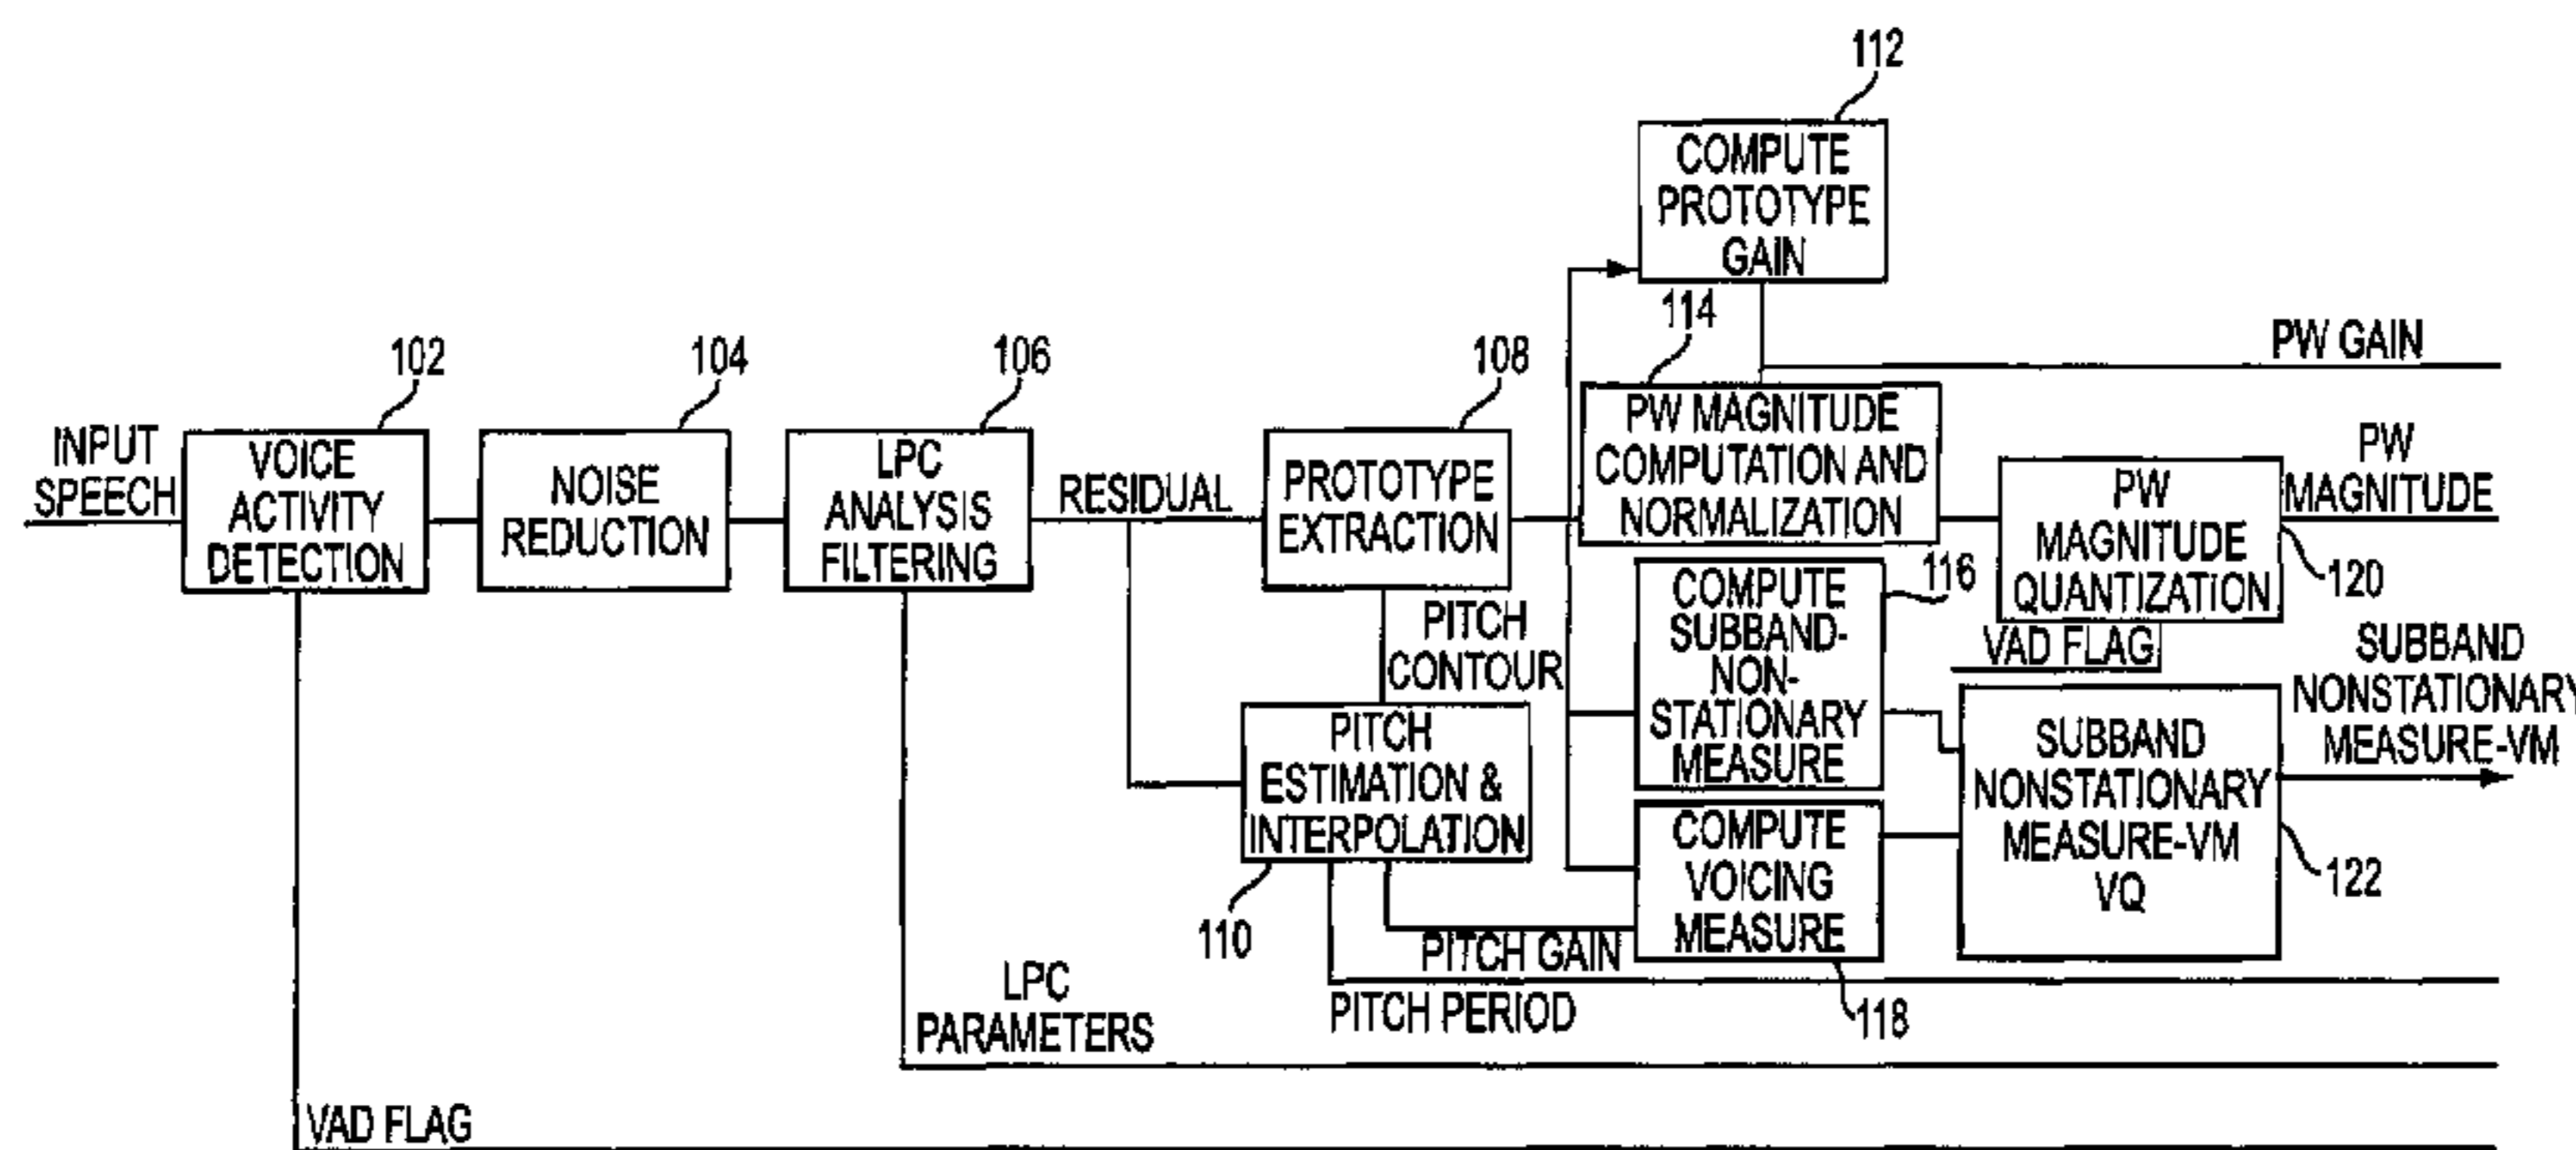 112
COMPUTE
PROTOTYPE
GAIN
114
PW GAIN
102
104
106
108
INPUT
SPEECH
VOICE
ACTIVITY
DETECTION
NOISE
REDUCTION
LPC
ANALYSIS
FILTERING
RESIDUAL
PROTOTYPE
EXTRACTION
PW MAGNITUDE
COMPUTATION AND
NORMALIZATION
PW
MAGNITUDE
QUANTIZATION
PW
MAGNITUDE
120
VAD FLAG
PITCH
CONTOUR
COMPUTE
SUBBAND-
NON-
STATIONARY
MEASURE
116
SUBBAND
NONSTATIONARY
MEASURE-VM
PITCH
ESTIMATION &
INTERPOLATION
110
COMPUTE
VOICING
MEASURE
118
SUBBAND
NONSTATIONARY
MEASURE-VM
VQ
122
PITCH GAIN
PITCH PERIOD
LPC
PARAMETERS
VAD FLAG